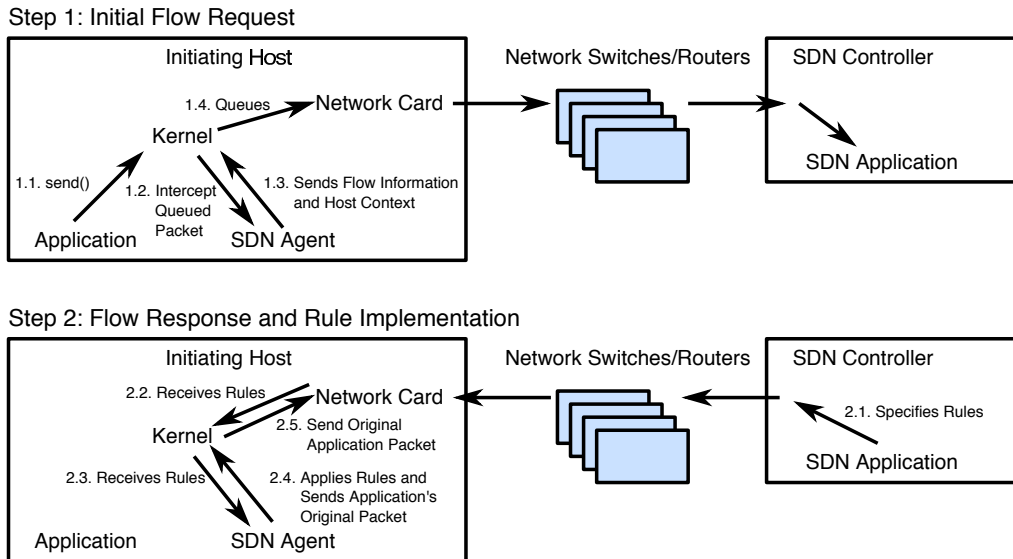 Step 1: Initial Flow Request
Initiating Host
Network Switches/Routers
SDN Controller
1.4. Queues
Network Card
Kernel
SDN Application
1.1. send()
1.2. Intercept
Queued
Packet
1.3. Sends Flow Information
and Host Context
Application
SDN Agent
Step 2: Flow Response and Rule Implementation
Initiating Host
Network Switches/Routers
SDN Controller
2.2. Receives Rules
Network Card
2.1. Specifies Rules
2.5. Send Original
Application Packet
Kernel
SDN Application
2.3. Receives Rules
2.4. Applies Rules and
Sends Application's
Original Packet
Application
SDN Agent